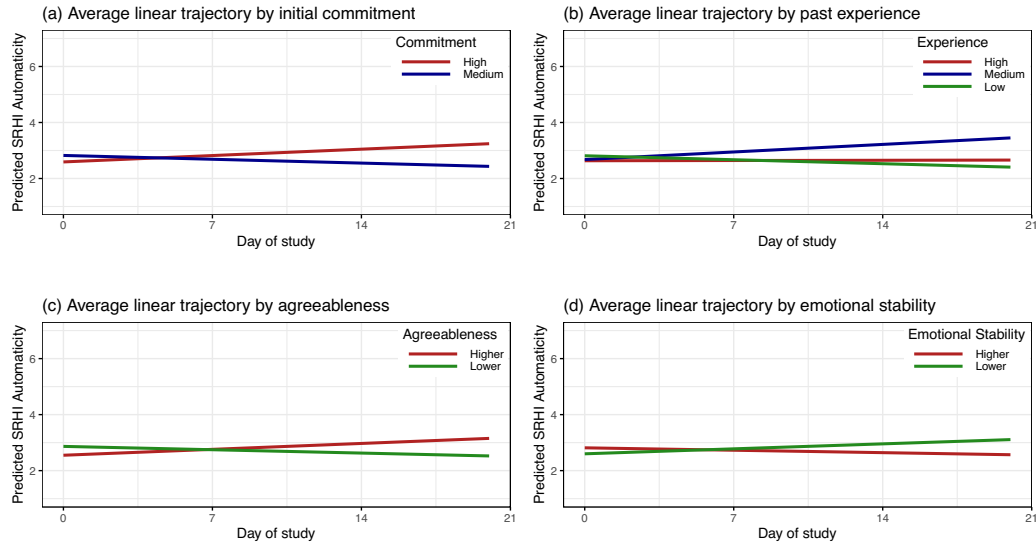 (a) Average linear trajectory by initial commitment
Predicted SRHI Automaticity
6
4
2
Commitment
High
Medium
0
7
14
21
Day of study
(b) Average linear trajectory by past experience
Predicted SRHI Automaticity
6
4
2
Experience
High
Medium
Low
0
7
14
21
Day of study
(c) Average linear trajectory by agreeableness
Predicted SRHI Automaticity
6
4
2
Agreeableness
Higher
Lower
0
7
14
21
Day of study
(d) Average linear trajectory by emotional stability
Predicted SRHI Automaticity
6
4
2
Emotional Stability
Higher
Lower
0
7
14
21
Day of study